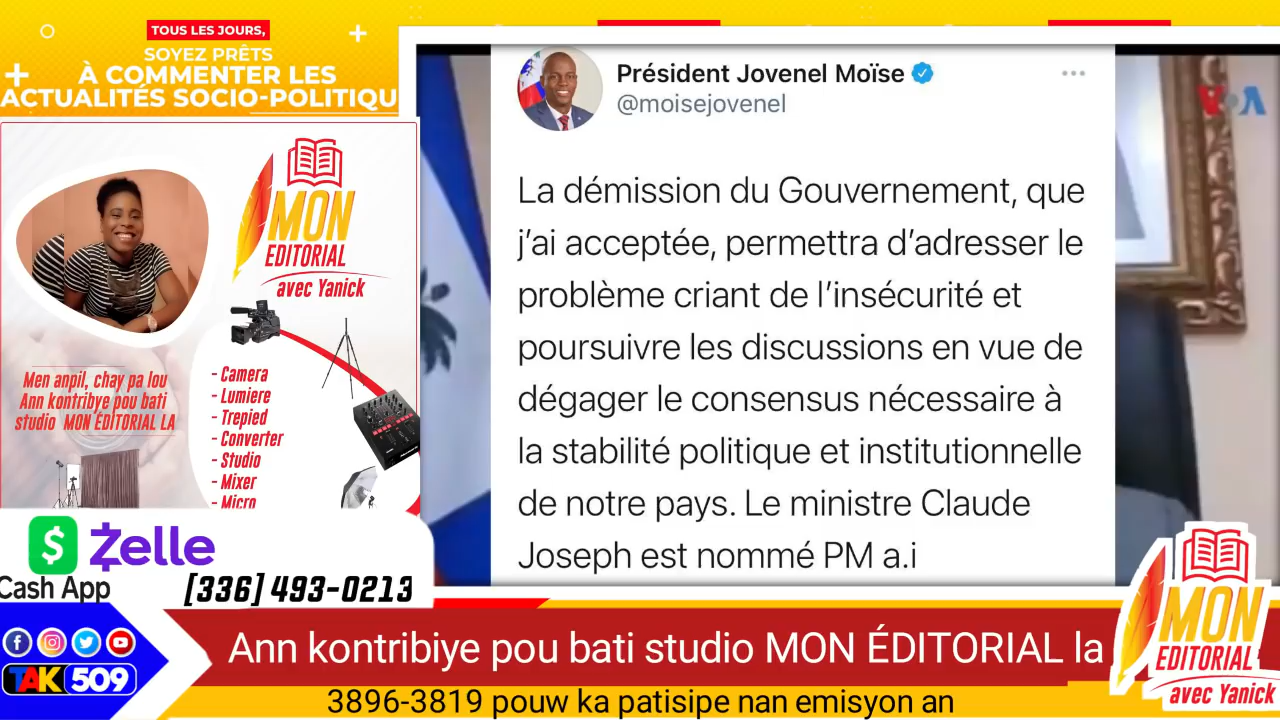 TOUS LES JOURS,
SOYEZ PRÊTS
À COMMENTER LES
ACTUALITÉS SOCIO-POLITIQU
MON
EDITORIAL
avec Yanick
Men anpil, chay pa lou
Ann kontribye pou bati
studio MON ÉDITORIAL LA
- Camera
- Lumiere
- Trepied
- Converter
- Studio
- Mixer
- Micro
$ Zelle
Cash App
[336] 493-0213
Président Jovenel Moïse
@moisejovenel
La démission du Gouvernement, que
j'ai acceptée, permettra d'adresser le
problème criant de l'insécurité et
poursuivre les discussions en vue de
dégager le consensus nécessaire à
la stabilité politique et institutionnelle
de notre pays. Le ministre Claude
Joseph est nommé PM a.i
VOA
TAK 509
Ann kontribiye pou bati studio MON ÉDITORIAL la
3896-3819 pouw ka patisipe nan emisyon an
MON
EDITORIAL
avec Yanick